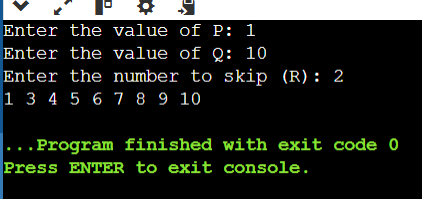 Enter the value of P: 1
Enter the value of Q: 10
Enter the number to skip (R): 2
1 3 4 5 6 7 8 9 10
...Program finished with exit code 0
Press ENTER to exit console.